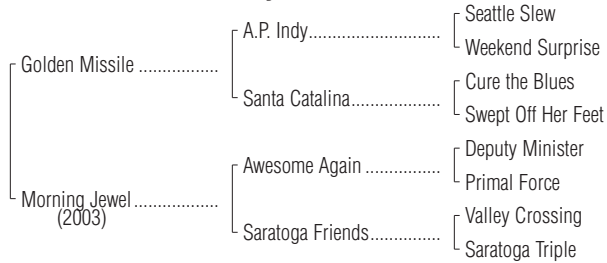 Seattle Slew
A.P. Indy..............................
Weekend Surprise
Golden Missile ..................
Cure the Blues
Santa Catalina....................
Swept Off Her Feet
Deputy Minister
Awesome Again .................
Primal Force
Morning Jewel...................
(2003)
Valley Crossing
Saratoga Friends................
Saratoga Triple